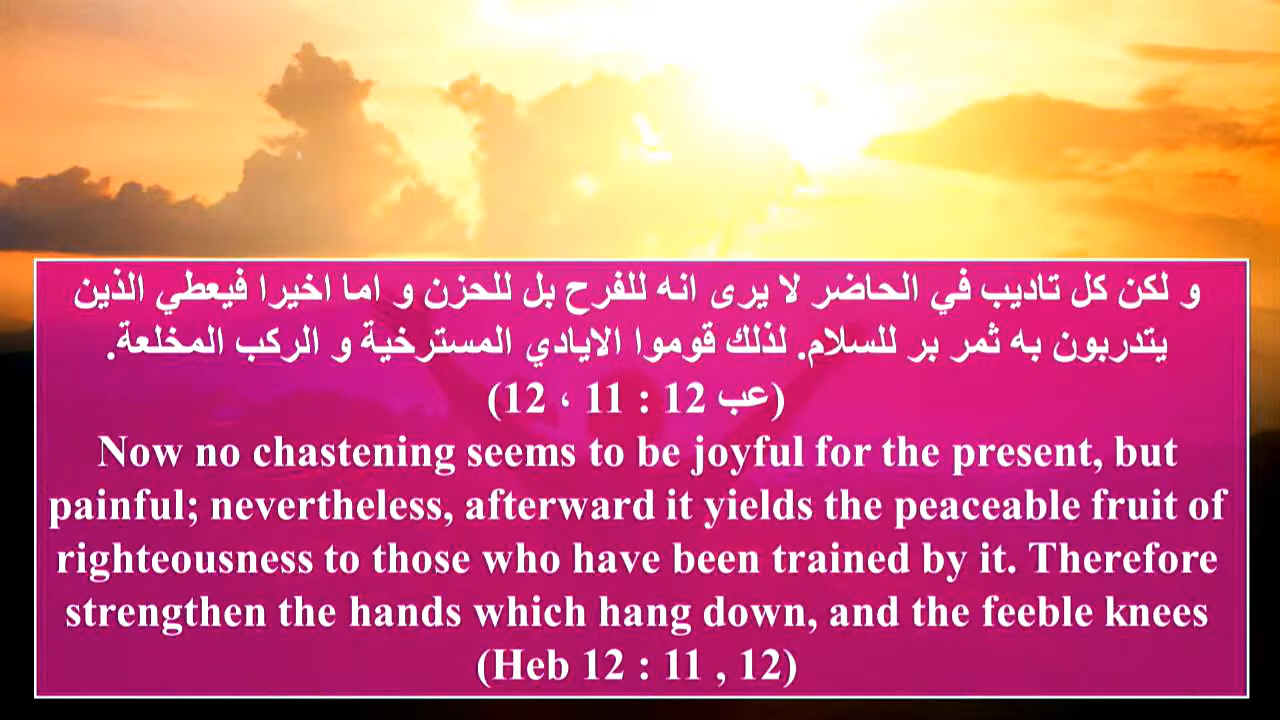 و لكن كل تاديب في الحاضر لا يرى انه للفرح بل للحزن و اما اخيرا فيعطي الذين
يتدربون به ثمر بر للسلام. لذلك قوموا الايادي المسترخية و الركب المخلعة.
(عب 12 : 11 ، 12)
Now no chastening seems to be joyful for the present, but
painful; nevertheless, afterward it yields the peaceable fruit of
righteousness to those who have been trained by it. Therefore
strengthen the hands which hang down, and the feeble knees
(Heb 12 : 11 , 12)